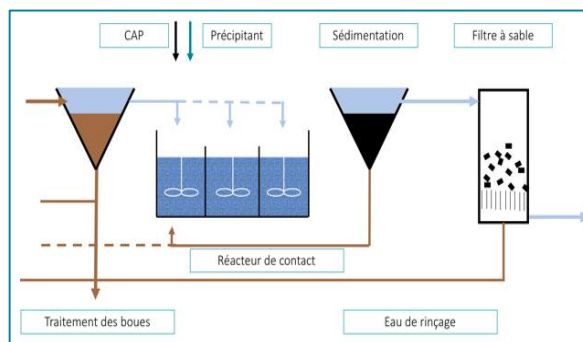 CAP
Précipitant
Sédimentation
Filtre à sable
Réacteur de contact
Traitement des boues
Eau de rinçage